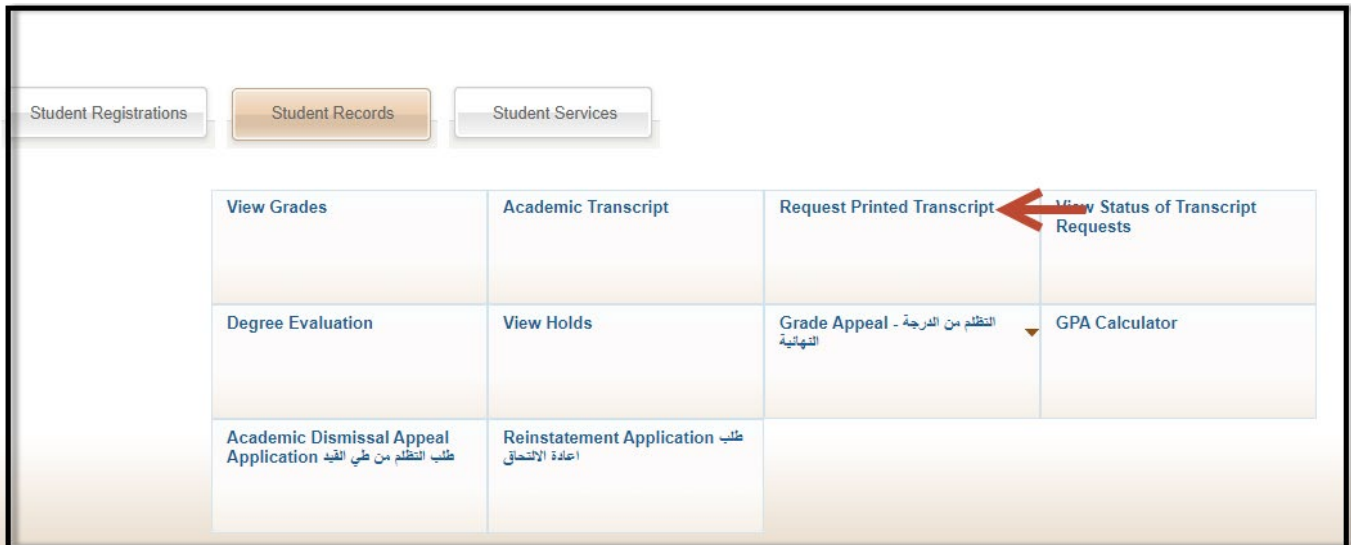 Student Registrations
Student Records
Student Services
View Grades
Academic Transcript
Request Printed Transcript
View Status of Transcript
Requests
Degree Evaluation
View Holds
Grade Appeal - التظلم من الدرجة
النهائية
GPA Calculator
Academic Dismissal Appeal
Application طلب التظلم من طي القيد
Reinstatement Application طلب
اعادة الالتحاق